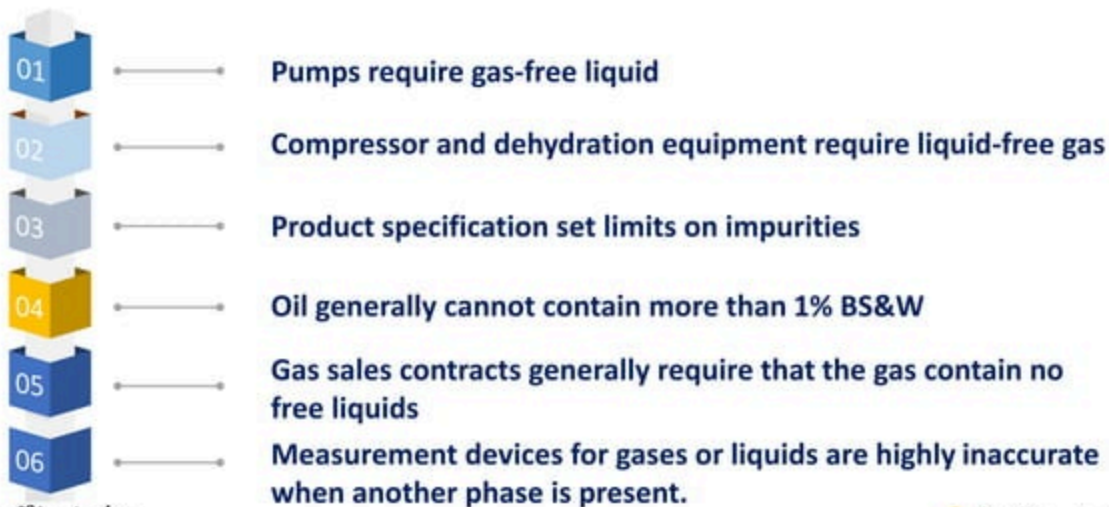 01
Pumps require gas-free liquid
02
Compressor and dehydration equipment require liquid-free gas
03
Product specification set limits on impurities
04
Oil generally cannot contain more than 1% BS&W
05
Gas sales contracts generally require that the gas contain no
free liquids
06
Measurement devices for gases or liquids are highly inaccurate
when another phase is present.